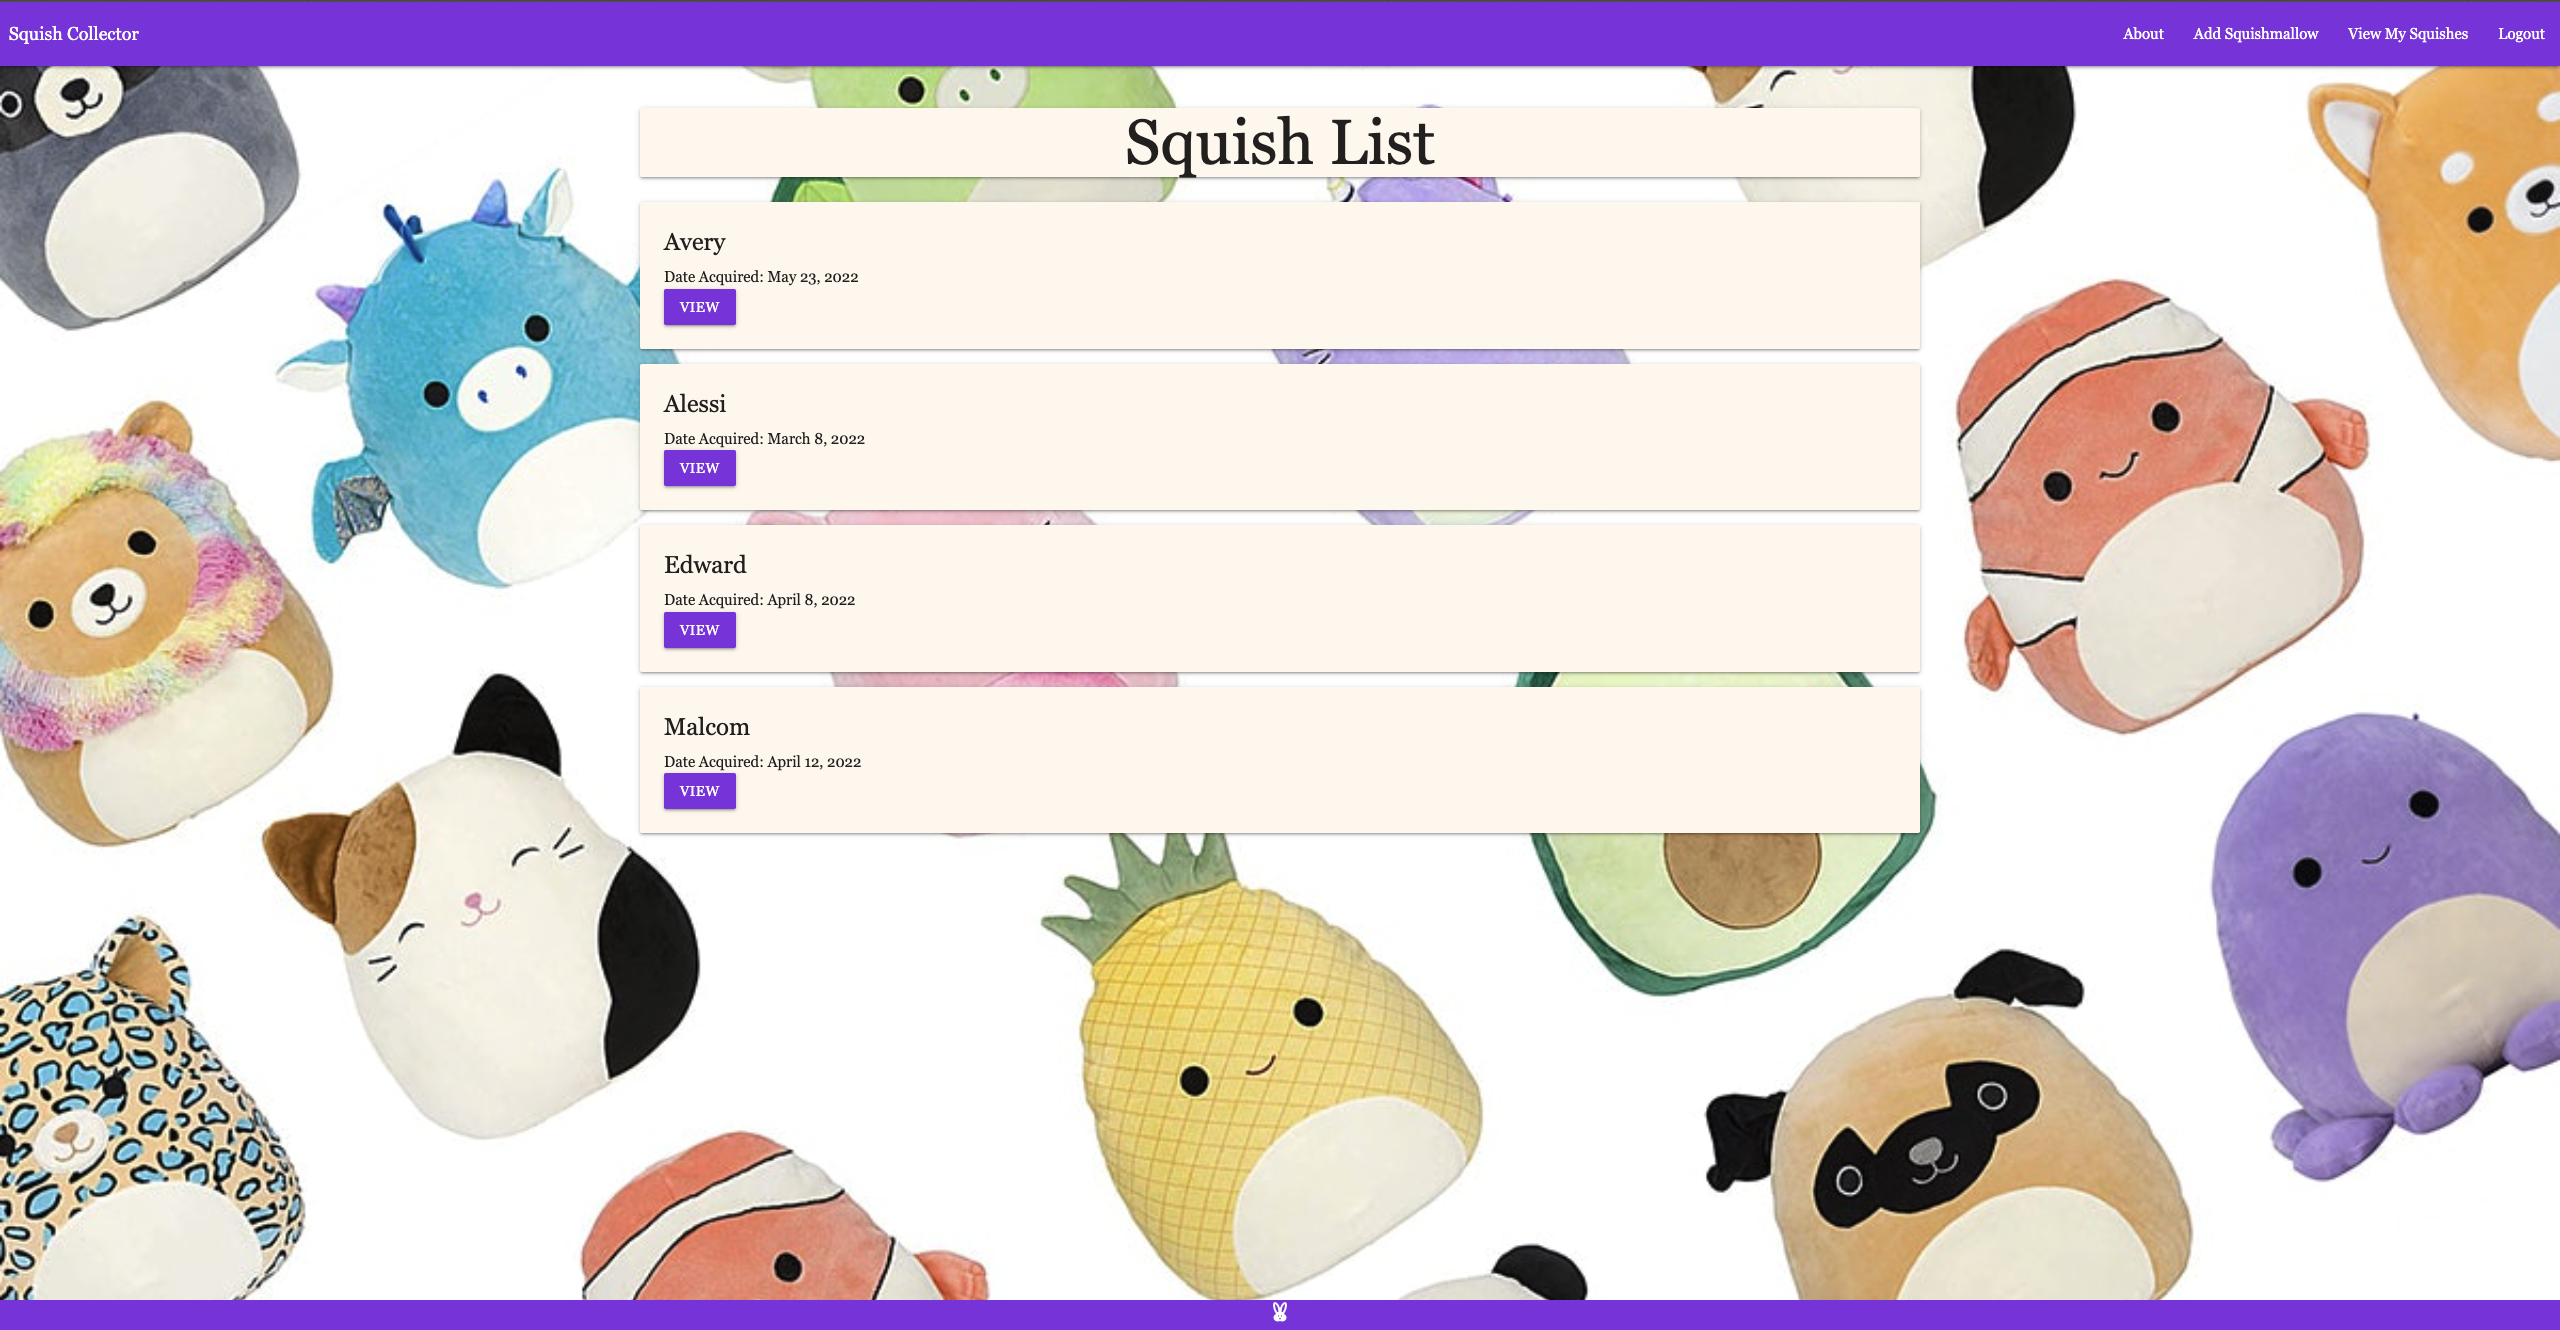 Squish Collector
About
Add Squishmallow
View My Squishes
Logout
Squish List
Avery
Date Acquired: May 23, 2022
VIEW
Alessi
Date Acquired: March 8, 2022
VIEW
Edward
Date Acquired: April 8, 2022
VIEW
Malcom
Date Acquired: April 12, 2022
VIEW